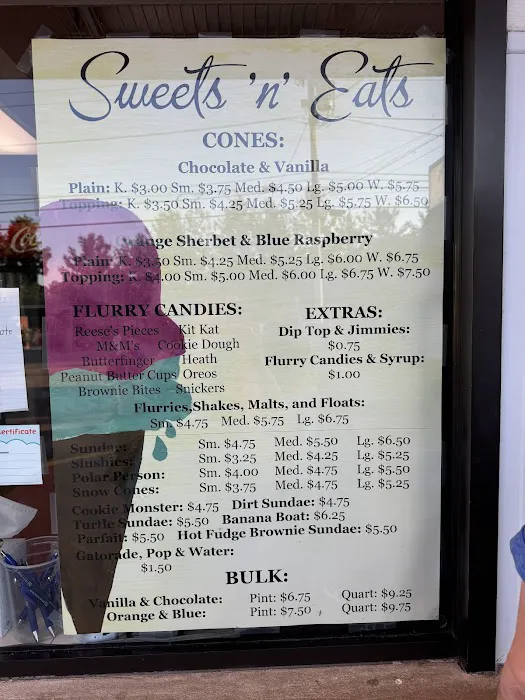 Sweets 'n' Eats
CONES:
Chocolate & Vanilla
Plain: K. $3.00 Sm. $3.75 Med. $4.50 Lg. $5.00 W. $5.75
Topping: K. $3.50 Sm. $4.25 Med. $5.25 Lg. $5.75 W. $6.50
Orange Sherbet & Blue Raspberry
Plain: K. $3.50 Sm. $4.25 Med. $5.25 Lg. $6.00 W. $6.75
Topping: K. $4.00 Sm. $5.00 Med. $6.00 Lg. $6.75 W. $7.50
FLURRY CANDIES:
Reese's Pieces Kit Kat
M&M's Cookie Dough
Butterfinger Heath
Peanut Butter Cups Oreos
Brownie Bites Snickers
EXTRAS:
Dip Top & Jimmies:
$0.75
Flurry Candies & Syrup:
$1.00
Flurries,Shakes, Malts, and Floats:
Sm. $4.75 Med. $5.75 Lg. $6.75
Sundae: Sm. $4.75 Med. $5.50 Lg. $6.50
Slushies: Sm. $3.25 Med. $4.25 Lg. $5.25
Polar Person: Sm. $4.00 Med. $4.75 Lg. $5.50
Snow Cones: Sm. $3.75 Med. $4.75 Lg. $5.25
Cookie Monster: $4.75 Dirt Sundae: $4.75
Turtle Sundae: $5.50 Banana Boat: $6.25
Parfait: $5.50 Hot Fudge Brownie Sundae: $5.50
Gatorade, Pop & Water:
$1.50
BULK:
Vanilla & Chocolate: Pint: $6.75 Quart: $9.25
Orange & Blue: Pint: $7.50 Quart: $9.75
Certificate